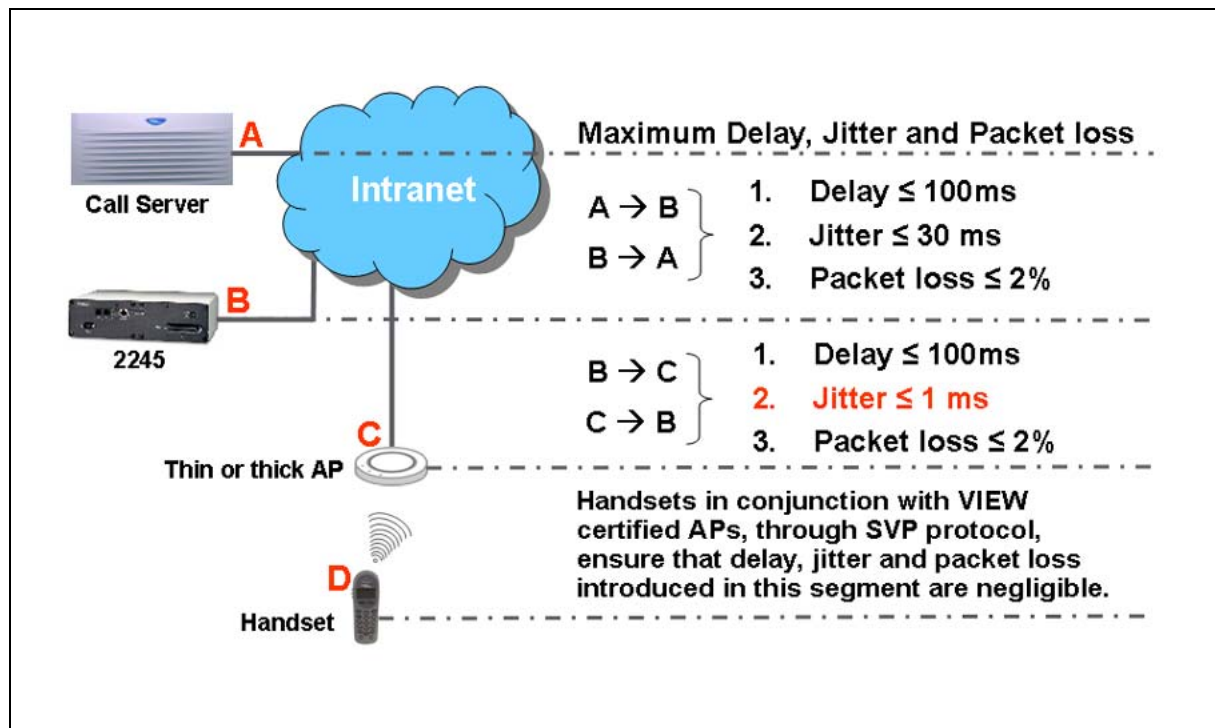 Maximum Delay, Jitter and Packet loss
A
Call Server
Intranet
A → B
B → A
1. Delay ≤ 100ms
2. Jitter ≤ 30 ms
3. Packet loss ≤ 2%
B
2245
B → C
C → B
1. Delay ≤ 100ms
2. Jitter ≤ 1 ms
3. Packet loss ≤ 2%
C
Thin or thick AP
Handsets in conjunction with VIEW
certified APs, through SVP protocol,
ensure that delay, jitter and packet loss
introduced in this segment are negligible.
D
Handset